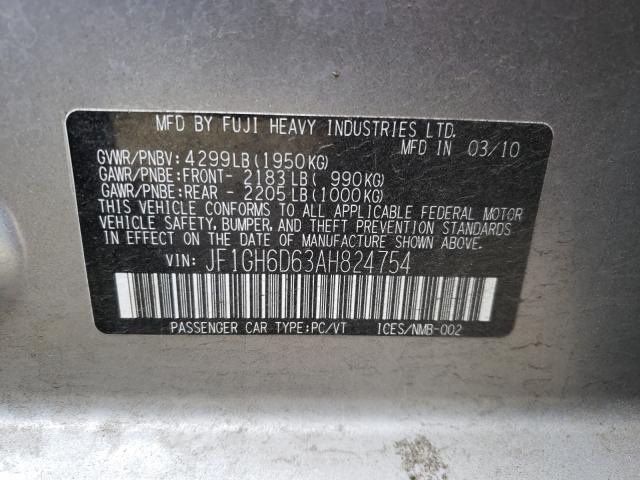 MFD BY FUJI HEAVY INDUSTRIES LTD.
MFD IN 03/10
GVWR/PNBV: 4299LB(1950KG)
GAWR/PNBE:FRONT- 2183LB( 990KG)
GAWR/PNBE:REAR - 2205LB(1000KG)
THIS VEHICLE CONFORMS TO ALL APPLICABLE FEDERAL MOTOR
VEHICLE SAFETY, BUMPER, AND THEFT PREVENTION STANDARDS
IN EFFECT ON THE DATE OF MANUFACTURE SHOWN ABOVE.
VIN: JF1GH6D63AH824754
PASSENGER CAR TYPE:PC/VT ICES/NMB-002